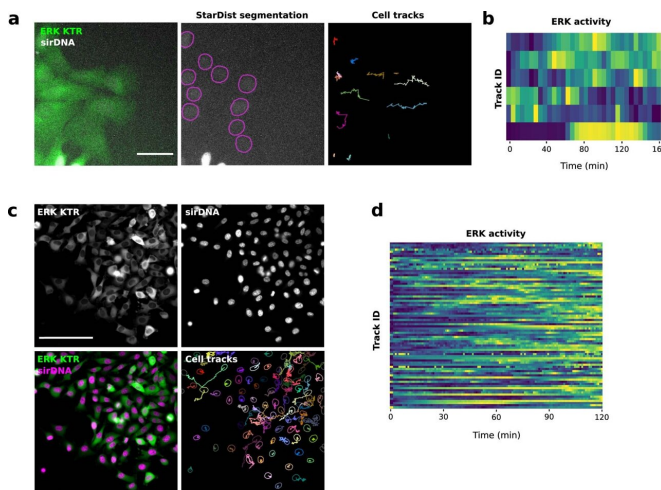 a
ERK KTR
sirDNA
StarDist segmentation
Cell tracks
b
ERK activity
Track ID
0 40 80 120 160
Time (min)
c
ERK KTR
sirDNA
ERK KTR
sirDNA
Cell tracks
d
ERK activity
Track ID
0 30 60 90 120
Time (min)